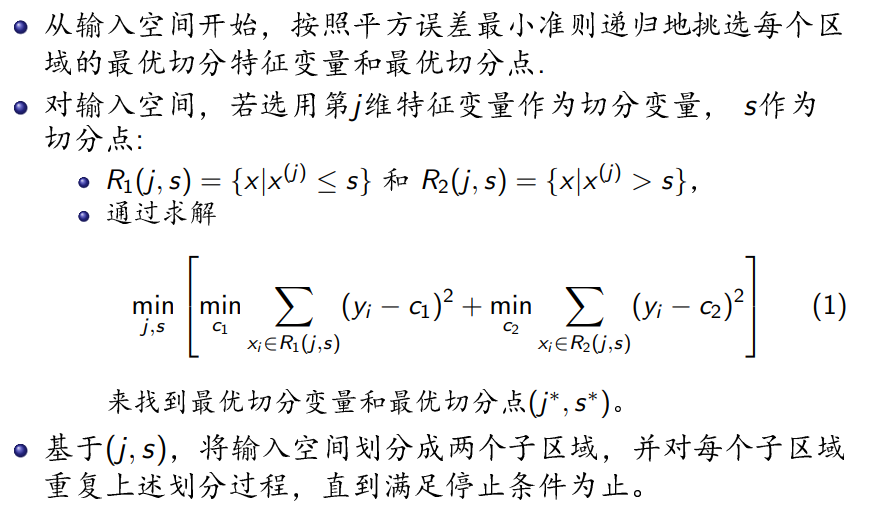 从输入空间开始，按照平方误差最小准则递归地挑选每个区
域的最优切分特征变量和最优切分点.
对输入空间，若选用第j维特征变量作为切分变量， s作为
切分点:
R₁(j, s) = {x|x⁽ʲ⁾ ≤ s} 和 R₂(j, s) = {x|x⁽ʲ⁾ > s}，
通过求解
min_{j,s} [ min_{c₁} ∑_{xᵢ∈R₁(j,s)} (yᵢ − c₁)² + min_{c₂} ∑_{xᵢ∈R₂(j,s)} (yᵢ − c₂)² ] (1)
来找到最优切分变量和最优切分点(j*, s*)。
基于(j, s)，将输入空间划分成两个子区域，并对每个子区域
重复上述划分过程，直到满足停止条件为止。